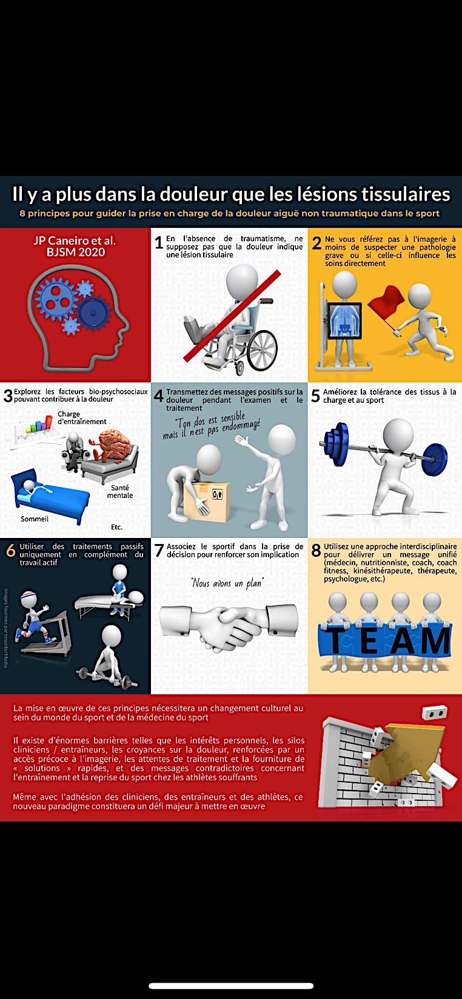 Il y a plus dans la douleur que les lésions tissulaires
8 principes pour guider la prise en charge de la douleur aiguë non traumatique dans le sport
JP Caneiro et al.
BJSM 2020
1 En l'absence de traumatisme, ne
supposez pas que la douleur indique
une lésion tissulaire
2 Ne vous référez pas à l'imagerie à
moins de suspecter une pathologie
grave ou si celle-ci influence les
soins directement
3 Explorez les facteurs bio-psychosociaux
pouvant contribuer à la douleur
Charge
d'entraînement
Santé
mentale
Sommeil
Etc.
4 Transmettez des messages positifs sur la
douleur pendant l'examen et le
traitement
"Ton dos est sensible
mais il n'est pas endommagé
5 Améliorez la tolérance des tissus à la
charge et au sport
6 Utiliser des traitements passifs
uniquement en complément du
travail actif
Images fournies par resenterMedia
7 Associez le sportif dans la prise de
décision pour renforcer son implication
"Nous avons un plan"
8 Utilisez une approche interdisciplinaire
pour délivrer un message unifié
(médecin, nutritionniste, coach, coach
fitness, kinésithérapeute, thérapeute,
psychologue, etc.)
TEAM
La mise en œuvre de ces principes nécessitera un changement culturel au
sein du monde du sport et de la médecine du sport
Il existe d'énormes barrières telles que les intérêts personnels, les silos
cliniciens / entraîneurs, les croyances sur la douleur, renforcées par un
accès précoce à l'imagerie, les attentes de traitement et la fourniture de
« solutions » rapides, et des messages contradictoires concernant
l'entraînement et la reprise du sport chez les athlètes souffrants
Même avec l'adhésion des cliniciens, des entraîneurs et des athlètes, ce
nouveau paradigme constituera un défi majeur à mettre en œuvre